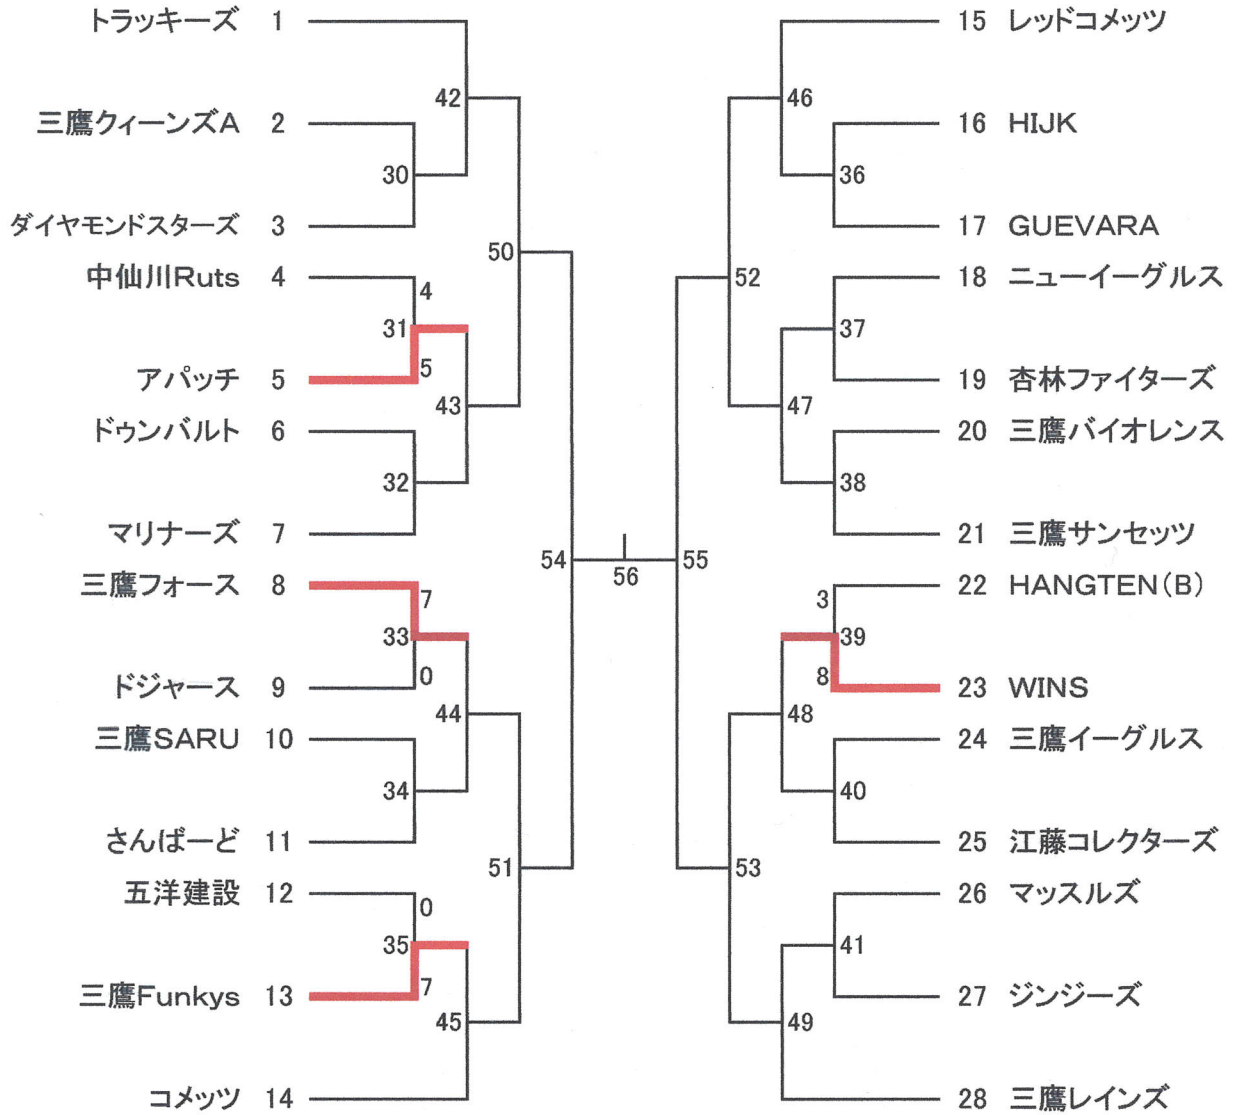 トラッキーズ 1
42
三鷹クィーンズA 2
30
ダイヤモンドスターズ 3
50
中仙川Ruts 4
4
31
5
アパッチ 5
43
ドゥンバルト 6
32
マリナーズ 7
54
三鷹フォース 8
7
33
0
ドジャース 9
44
三鷹SARU 10
34
さんばーど 11
51
五洋建設 12
0
35
7
三鷹Funkys 13
45
コメッツ 14
56
15 レッドコメッツ
46
16 HIJK
36
17 GUEVARA
52
18 ニューイーグルス
37
19 杏林ファイターズ
47
20 三鷹バイオレンス
38
21 三鷹サンセッツ
55
22 HANGTEN(B)
3
39
8
23 WINS
48
24 三鷹イーグルス
40
25 江藤コレクターズ
53
26 マッスルズ
41
27 ジンジーズ
49
28 三鷹レインズ